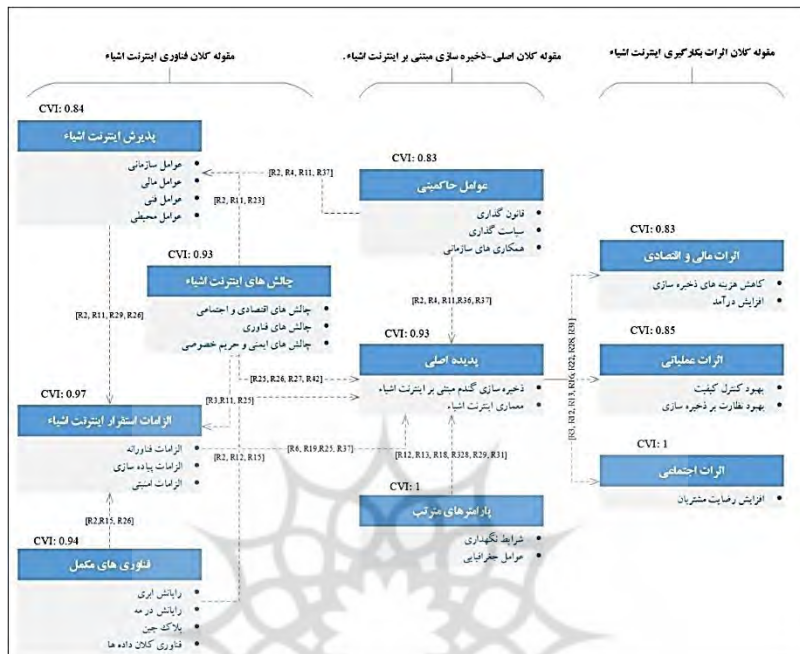 مقوله کلان فناوری اینترنت اشیاء
مقوله کلان اصلی-ذخیره سازی مبتنی بر اینترنت اشیاء.
مقوله کلان اثرات بکارگیری اینترنت اشیاء
CVI: 0.84
پذیرش اینترنت اشیاء
عوامل سازمانی
عوامل مالی
عوامل فنی
عوامل محیطی
[R2, R4, R11, R37]
[R2, R11, R23]
CVI: 0.83
عوامل حاکمیتی
قانون گذاری
سیاست گذاری
همکاری های سازمانی
CVI: 0.93
چالش های اینترنت اشیاء
چالش های اقتصادی و اجتماعی
چالش های فناوری
چالش های ایمنی و حریم خصوصی
[R2, R11, R29, R26]
[R2, R4, R11,R36, R37]
CVI: 0.83
اثرات مالی و اقتصادی
کاهش هزینه های ذخیره سازی
افزایش درآمد
CVI: 0.93
پدیده اصلی
ذخیره سازی گندم مبتنی بر اینترنت اشیاء
معماری اینترنت اشیاء
[R25, R26, R27, R42]
[R3,R11, R25]
CVI: 0.85
اثرات عملیاتی
بهبود کنترل کیفیت
بهبود نظارت بر ذخیره سازی
[R3, R12, R13, R16, R22, R28, R39]
CVI: 0.97
الزامات استقرار اینترنت اشیاء
الزامات فناورانه
الزامات پیاده سازی
الزامات امنیتی
[R6, R19,R25, R37]
[R2, R12, R15]
[R12, R13, R18, R328, R29, R31]
CVI: 1
اثرات اجتماعی
افزایش رضایت مشتریان
CVI: 1
پارامترهای مترتب
شرایط نگهداری
عوامل جغرافیایی
[R2,R15, R26]
CVI: 0.94
فناوری های مکمل
رایانش ابری
رایانش در مه
بلاک چین
فناوری کلان داده ها